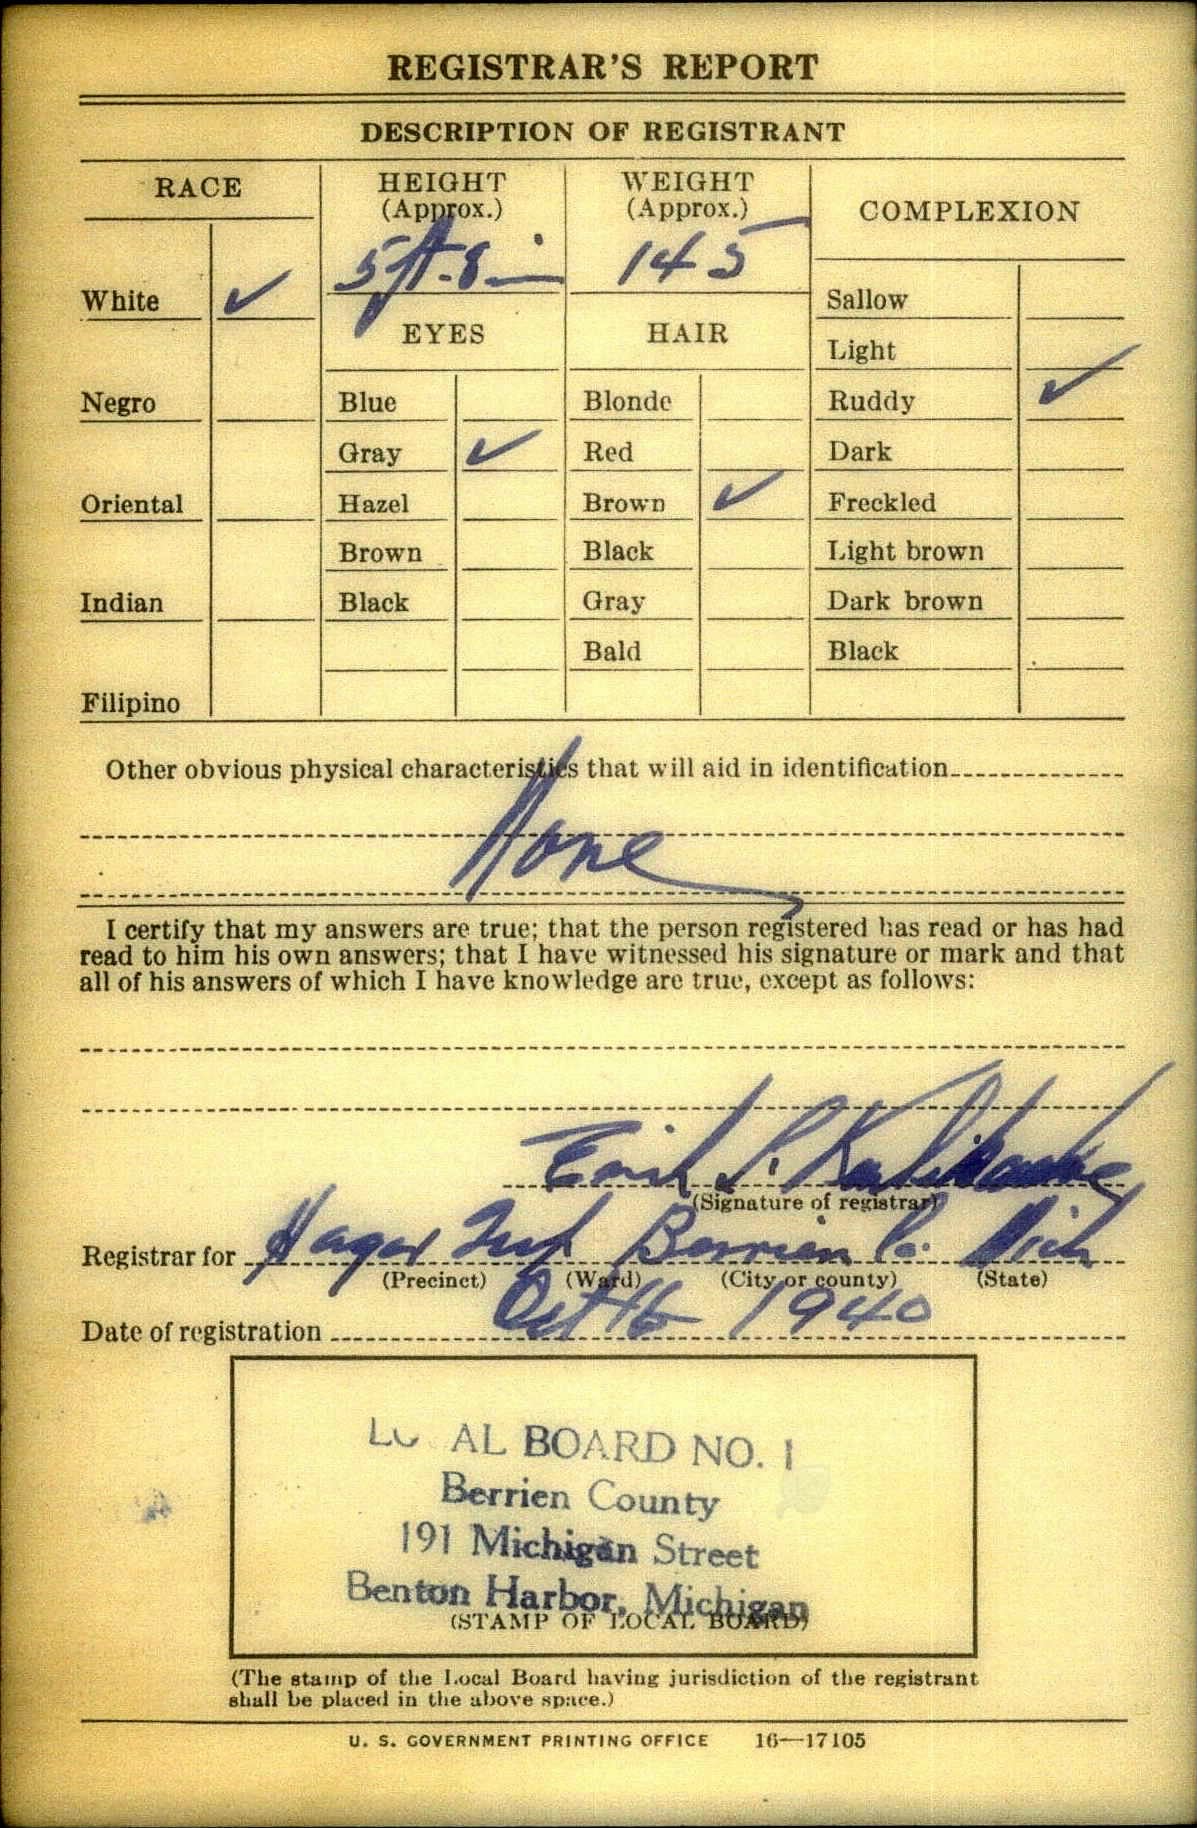 REGISTRAR'S REPORT
DESCRIPTION OF REGISTRANT
RACE
HEIGHT
(Approx.)
5 ft. 8 in
WEIGHT
(Approx.)
145
COMPLEXION
White ✓
Negro
Oriental
Indian
Filipino
EYES
Blue
Gray ✓
Hazel
Brown
Black
HAIR
Blonde
Red
Brown ✓
Black
Gray
Bald
Sallow
Light
Ruddy ✓
Dark
Freckled
Light brown
Dark brown
Black
Other obvious physical characteristics that will aid in identification
None
I certify that my answers are true; that the person registered has read or has had
read to him his own answers; that I have witnessed his signature or mark and that
all of his answers of which I have knowledge are true, except as follows:
(Signature of registrar)
Registrar for Hagar Twp Berrien Co. Mich
(Precinct) (Ward) (City or county) (State)
Date of registration Oct 16 1940
LOCAL BOARD NO. 1
Berrien County
191 Michigan Street
Benton Harbor, Michigan
(STAMP OF LOCAL BOARD)
(The stamp of the Local Board having jurisdiction of the registrant
shall be placed in the above space.)
U. S. GOVERNMENT PRINTING OFFICE 16—17105